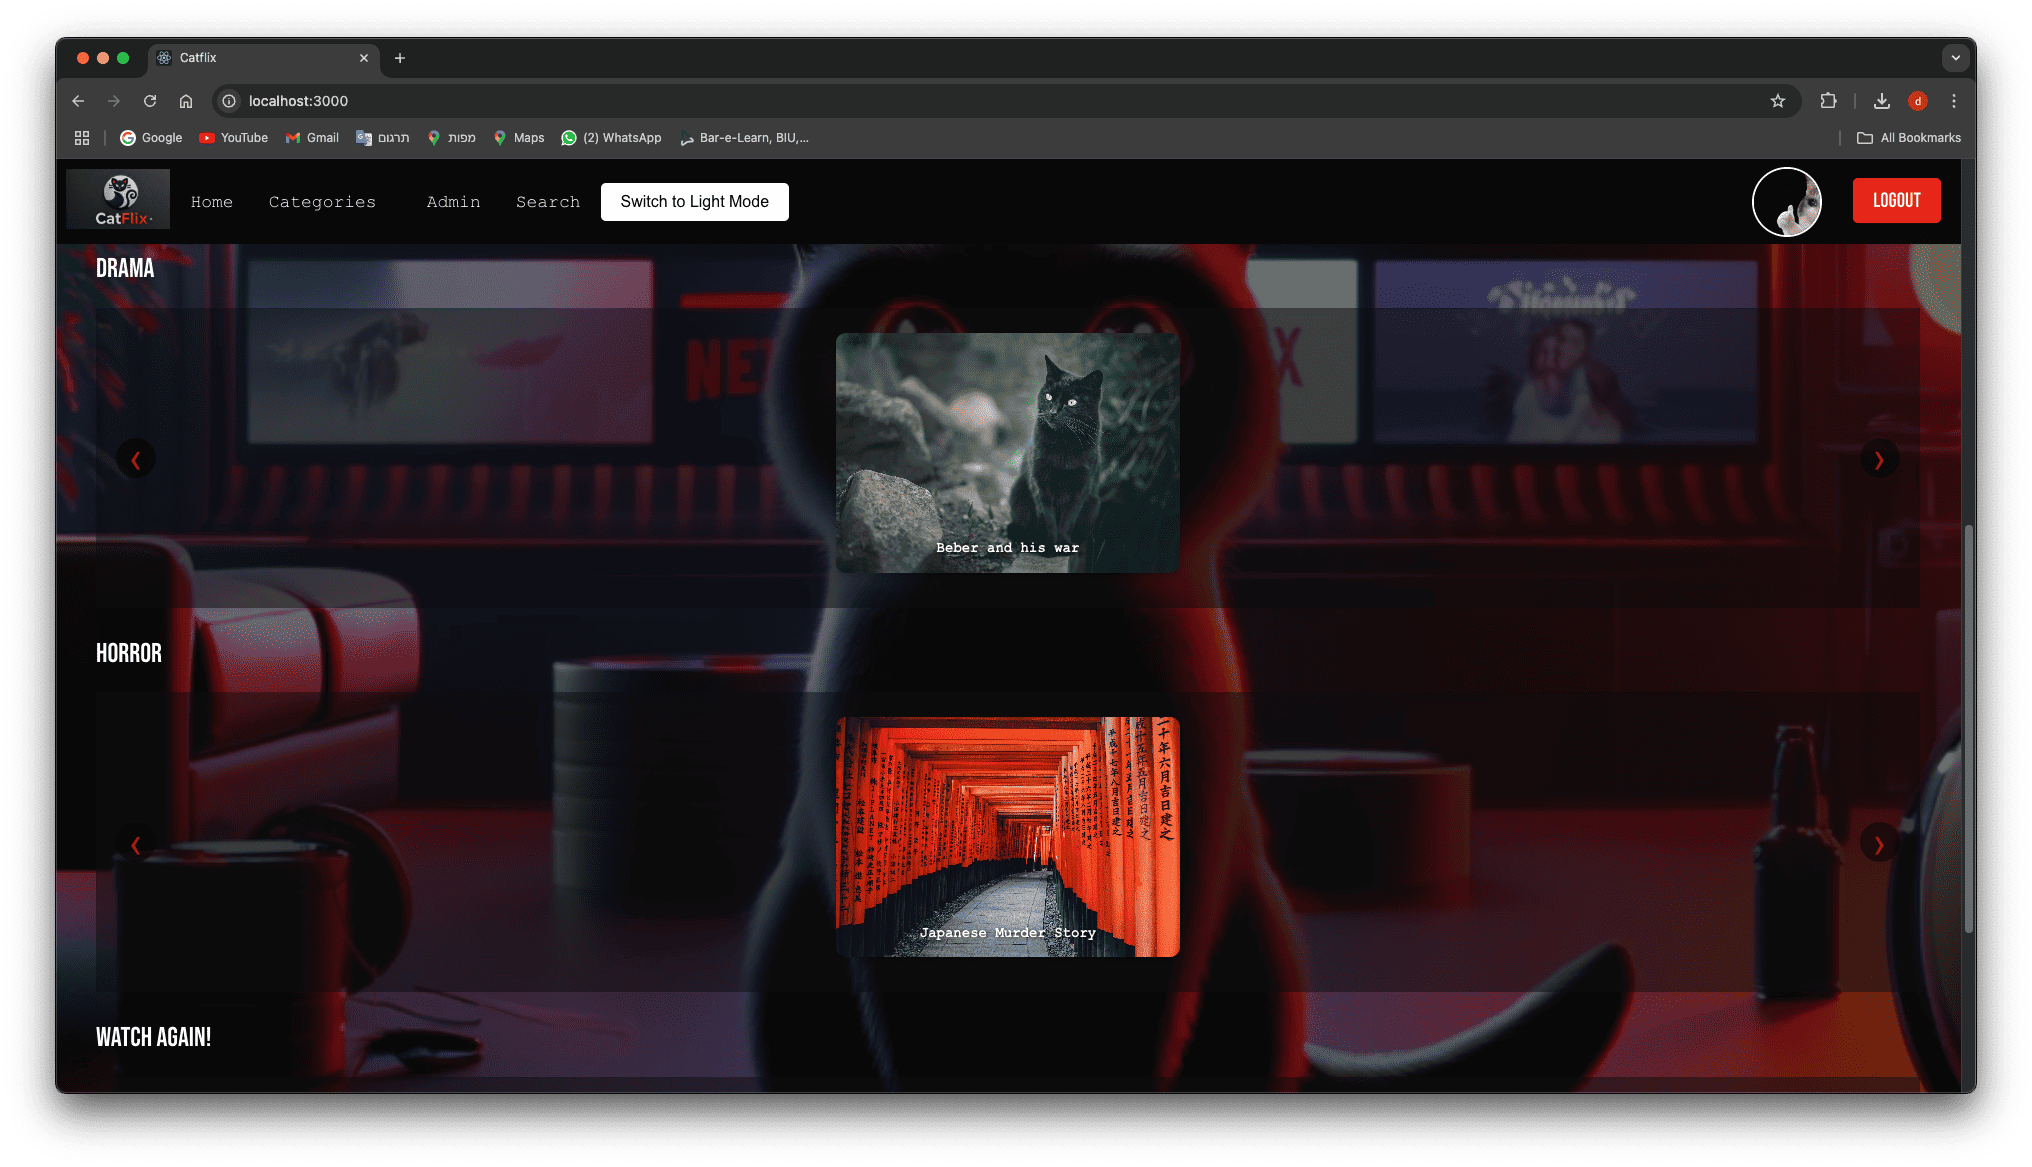 Catflix
localhost:3000
Google
YouTube
Gmail
תרגום
מפות
Maps
(2) WhatsApp
Bar-e-Learn, BIU,...
All Bookmarks
CatFlix
Home
Categories
Admin
Search
Switch to Light Mode
d
LOGOUT
DRAMA
NE
X
Beber and his war
HORROR
Japanese Murder Story
WATCH AGAIN!